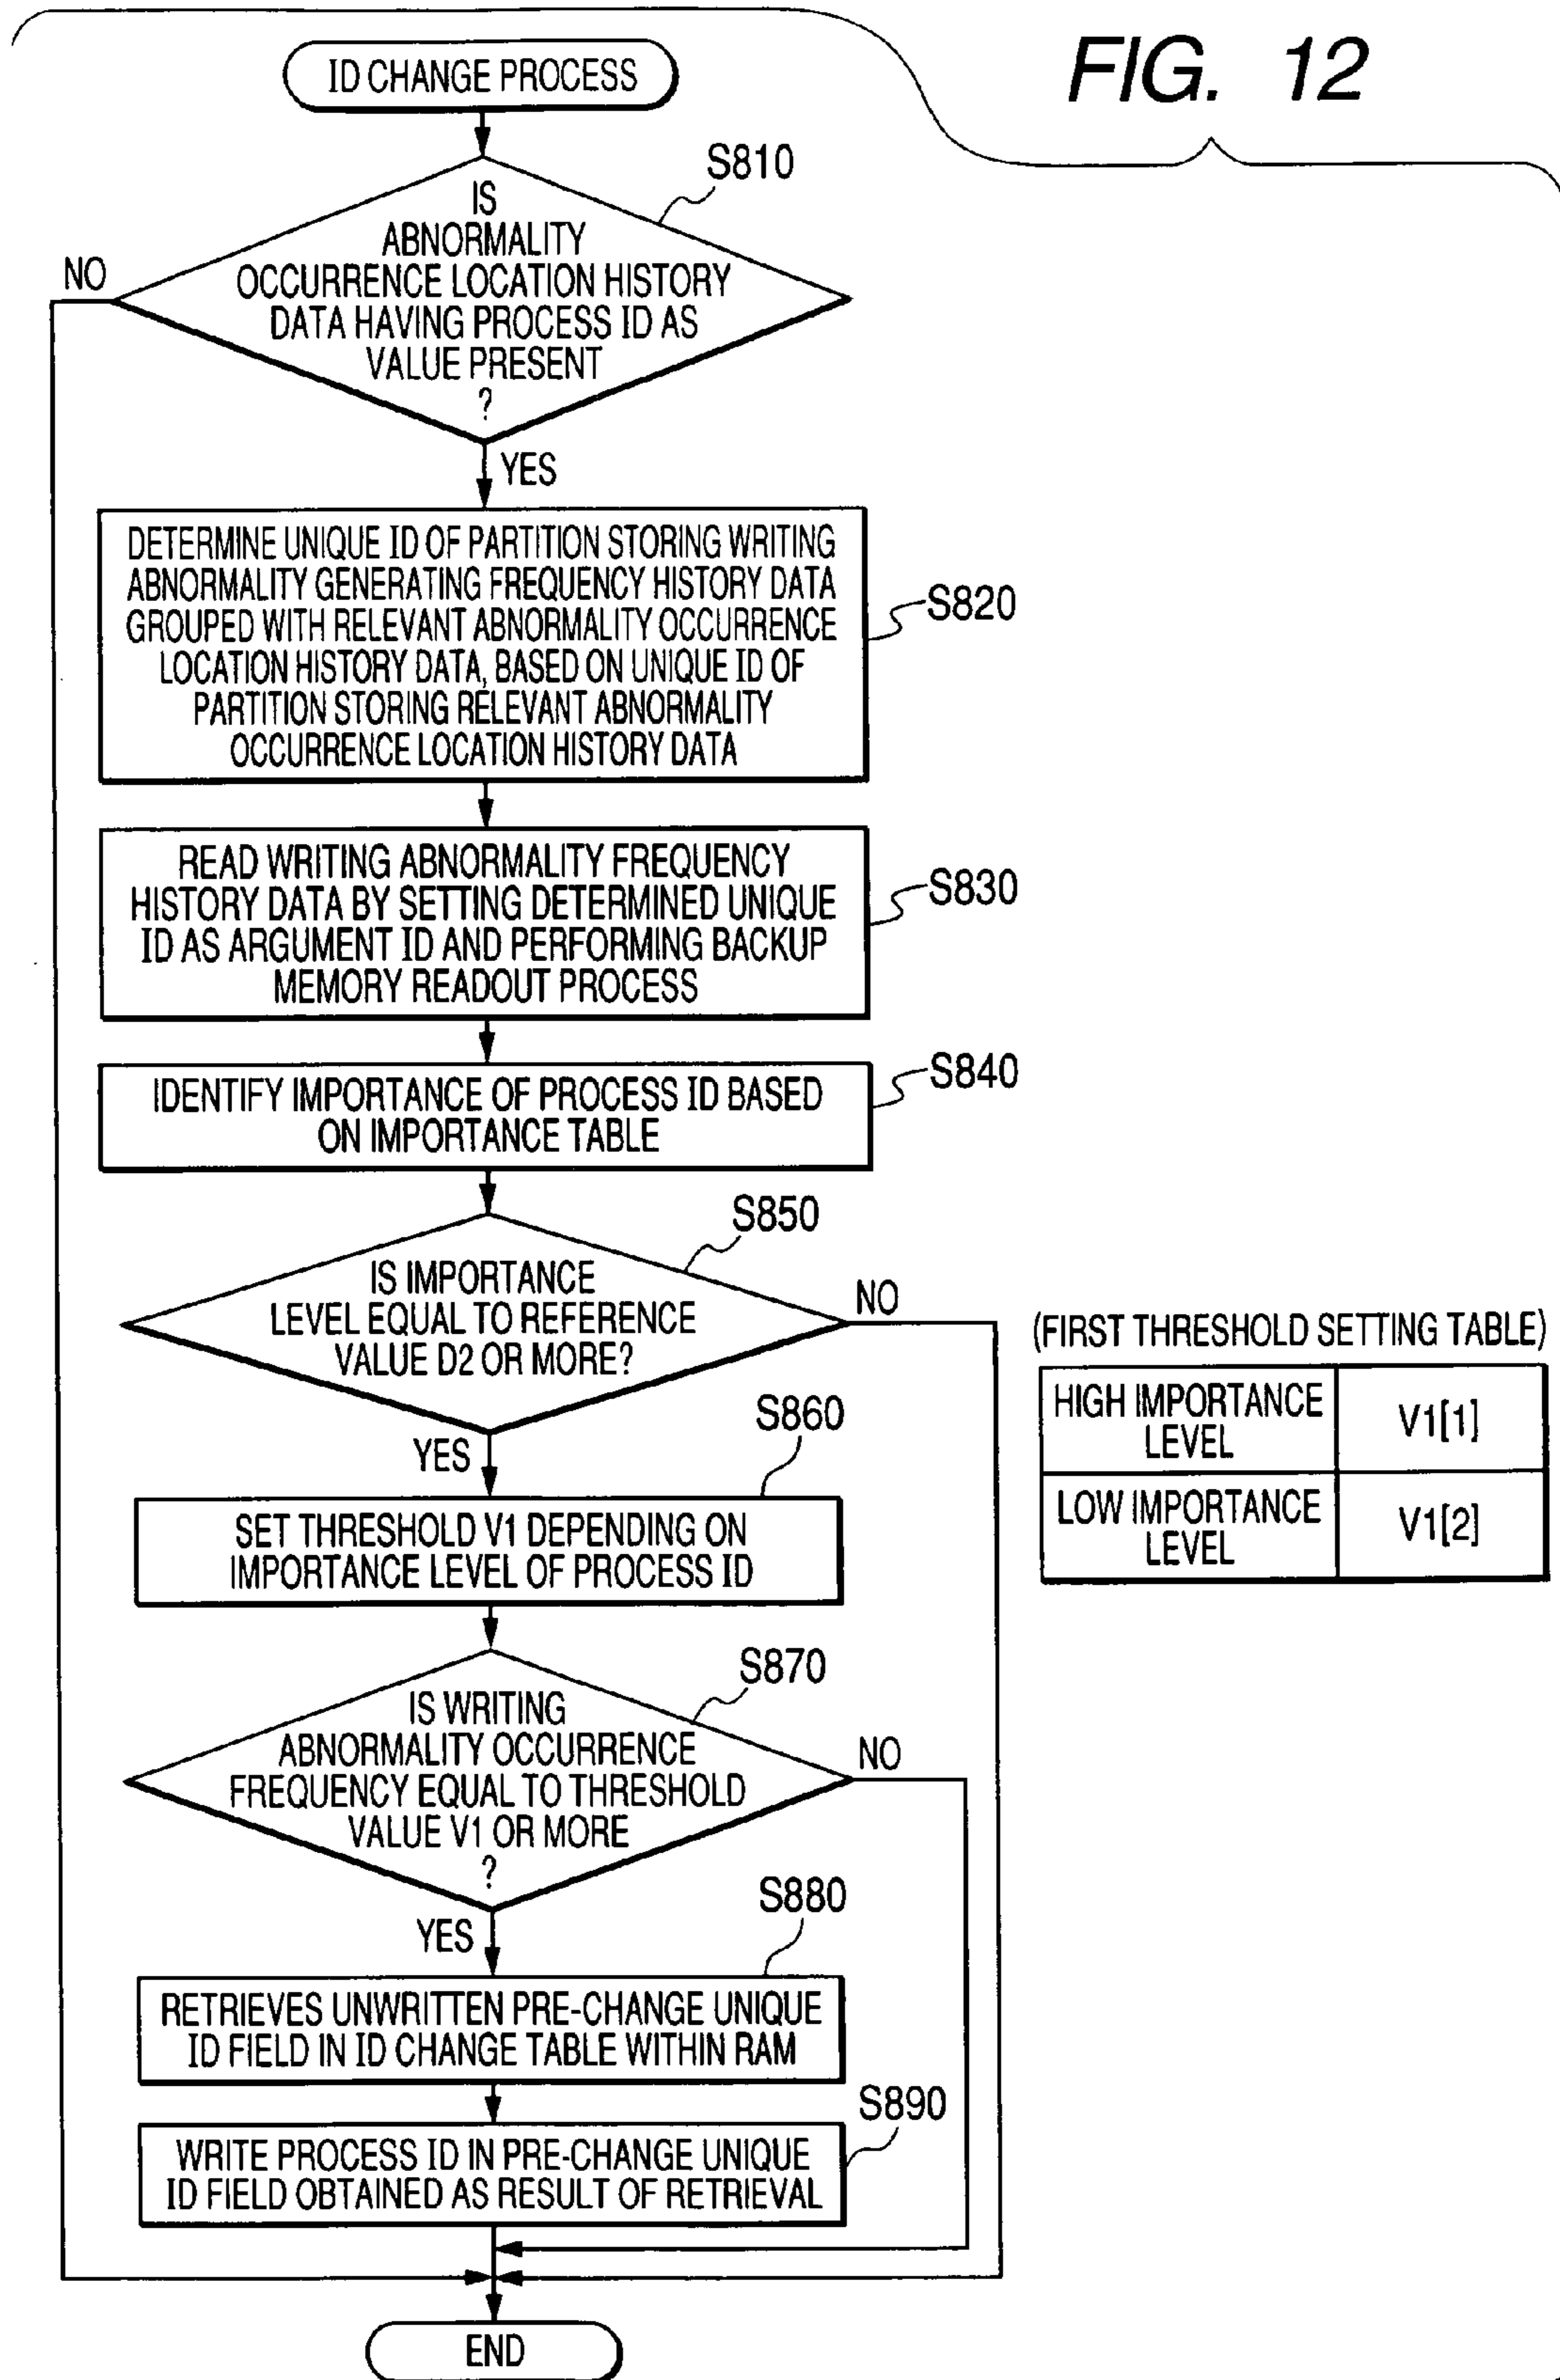 FIG. 12
ID CHANGE PROCESS
S810
IS
ABNORMALITY
OCCURRENCE LOCATION HISTORY
DATA HAVING PROCESS ID AS
VALUE PRESENT
?
NO
YES
DETERMINE UNIQUE ID OF PARTITION STORING WRITING
ABNORMALITY GENERATING FREQUENCY HISTORY DATA
GROUPED WITH RELEVANT ABNORMALITY OCCURRENCE
LOCATION HISTORY DATA, BASED ON UNIQUE ID OF
PARTITION STORING RELEVANT ABNORMALITY
OCCURRENCE LOCATION HISTORY DATA
S820
READ WRITING ABNORMALITY FREQUENCY
HISTORY DATA BY SETTING DETERMINED UNIQUE
ID AS ARGUMENT ID AND PERFORMING BACKUP
MEMORY READOUT PROCESS
S830
IDENTIFY IMPORTANCE OF PROCESS ID BASED
ON IMPORTANCE TABLE
S840
S850
IS IMPORTANCE
LEVEL EQUAL TO REFERENCE
VALUE D2 OR MORE?
NO
YES
S860
SET THRESHOLD V1 DEPENDING ON
IMPORTANCE LEVEL OF PROCESS ID
(FIRST THRESHOLD SETTING TABLE)
HIGH IMPORTANCE
LEVEL
V1[1]
LOW IMPORTANCE
LEVEL
V1[2]
S870
IS WRITING
ABNORMALITY OCCURRENCE
FREQUENCY EQUAL TO THRESHOLD
VALUE V1 OR MORE
?
NO
YES
S880
RETRIEVES UNWRITTEN PRE-CHANGE UNIQUE
ID FIELD IN ID CHANGE TABLE WITHIN RAM
S890
WRITE PROCESS ID IN PRE-CHANGE UNIQUE
ID FIELD OBTAINED AS RESULT OF RETRIEVAL
END